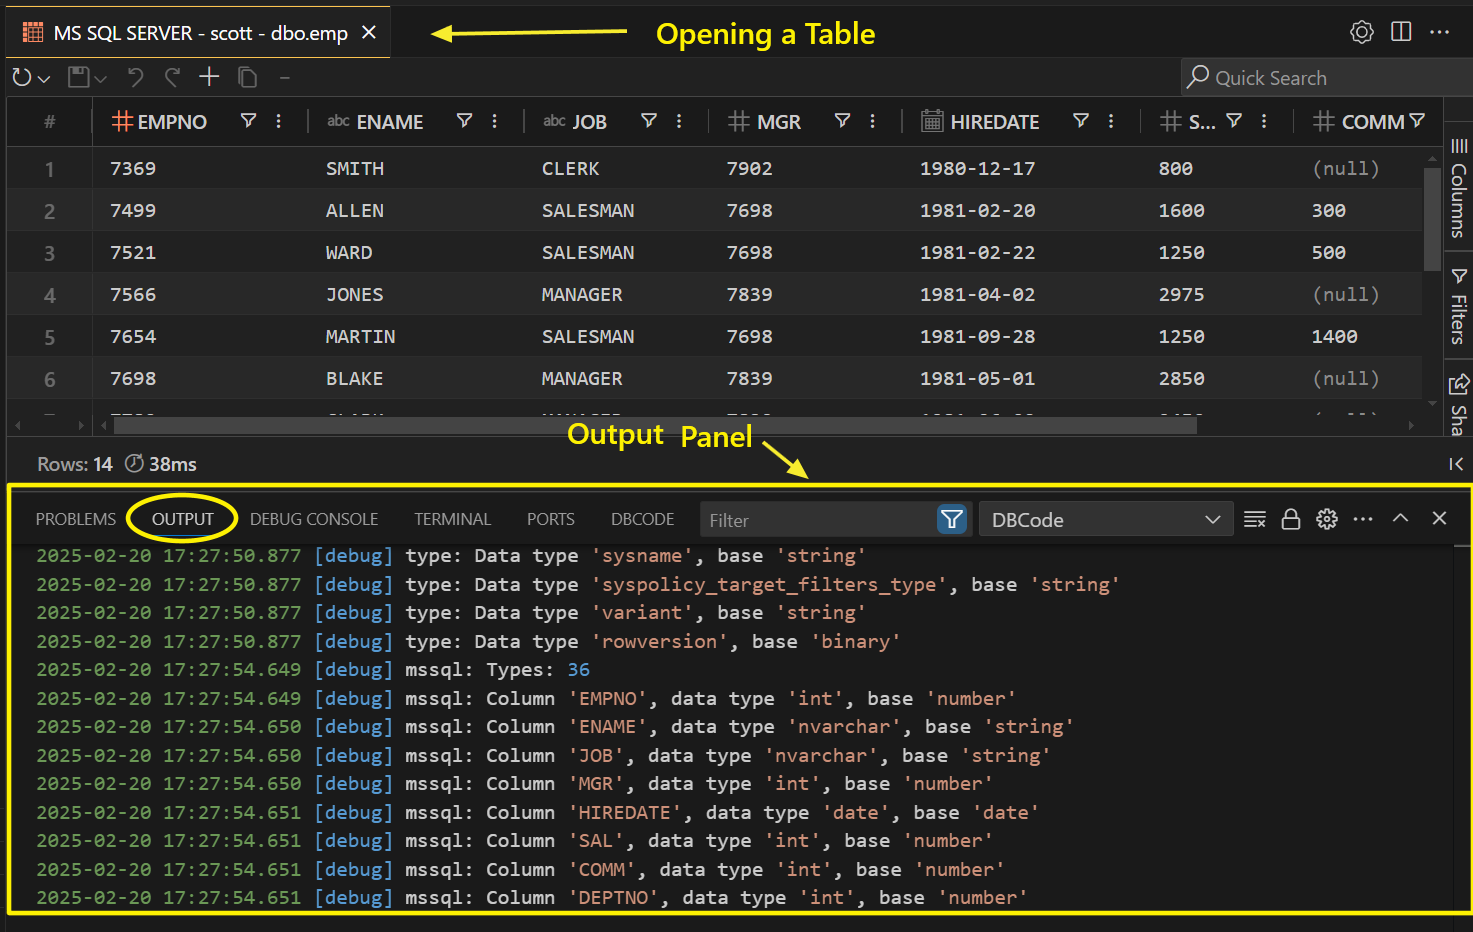 MS SQL SERVER - scott - dbo.emp
Opening a Table
Quick Search
# EMPNO abc ENAME abc JOB MGR HIREDATE S... COMM
1 7369 SMITH CLERK 7902 1980-12-17 800 (null)
2 7499 ALLEN SALESMAN 7698 1981-02-20 1600 300
3 7521 WARD SALESMAN 7698 1981-02-22 1250 500
4 7566 JONES MANAGER 7839 1981-04-02 2975 (null)
5 7654 MARTIN SALESMAN 7698 1981-09-28 1250 1400
6 7698 BLAKE MANAGER 7839 1981-05-01 2850 (null)
Columns
Filters
Sha
Output Panel
Rows: 14 38ms
PROBLEMS OUTPUT DEBUG CONSOLE TERMINAL PORTS DBCODE Filter DBCode
2025-02-20 17:27:50.877 [debug] type: Data type 'sysname', base 'string'
2025-02-20 17:27:50.877 [debug] type: Data type 'syspolicy_target_filters_type', base 'string'
2025-02-20 17:27:50.877 [debug] type: Data type 'variant', base 'string'
2025-02-20 17:27:50.877 [debug] type: Data type 'rowversion', base 'binary'
2025-02-20 17:27:54.649 [debug] mssql: Types: 36
2025-02-20 17:27:54.649 [debug] mssql: Column 'EMPNO', data type 'int', base 'number'
2025-02-20 17:27:54.650 [debug] mssql: Column 'ENAME', data type 'nvarchar', base 'string'
2025-02-20 17:27:54.650 [debug] mssql: Column 'JOB', data type 'nvarchar', base 'string'
2025-02-20 17:27:54.650 [debug] mssql: Column 'MGR', data type 'int', base 'number'
2025-02-20 17:27:54.651 [debug] mssql: Column 'HIREDATE', data type 'date', base 'date'
2025-02-20 17:27:54.651 [debug] mssql: Column 'SAL', data type 'int', base 'number'
2025-02-20 17:27:54.651 [debug] mssql: Column 'COMM', data type 'int', base 'number'
2025-02-20 17:27:54.651 [debug] mssql: Column 'DEPTNO', data type 'int', base 'number'